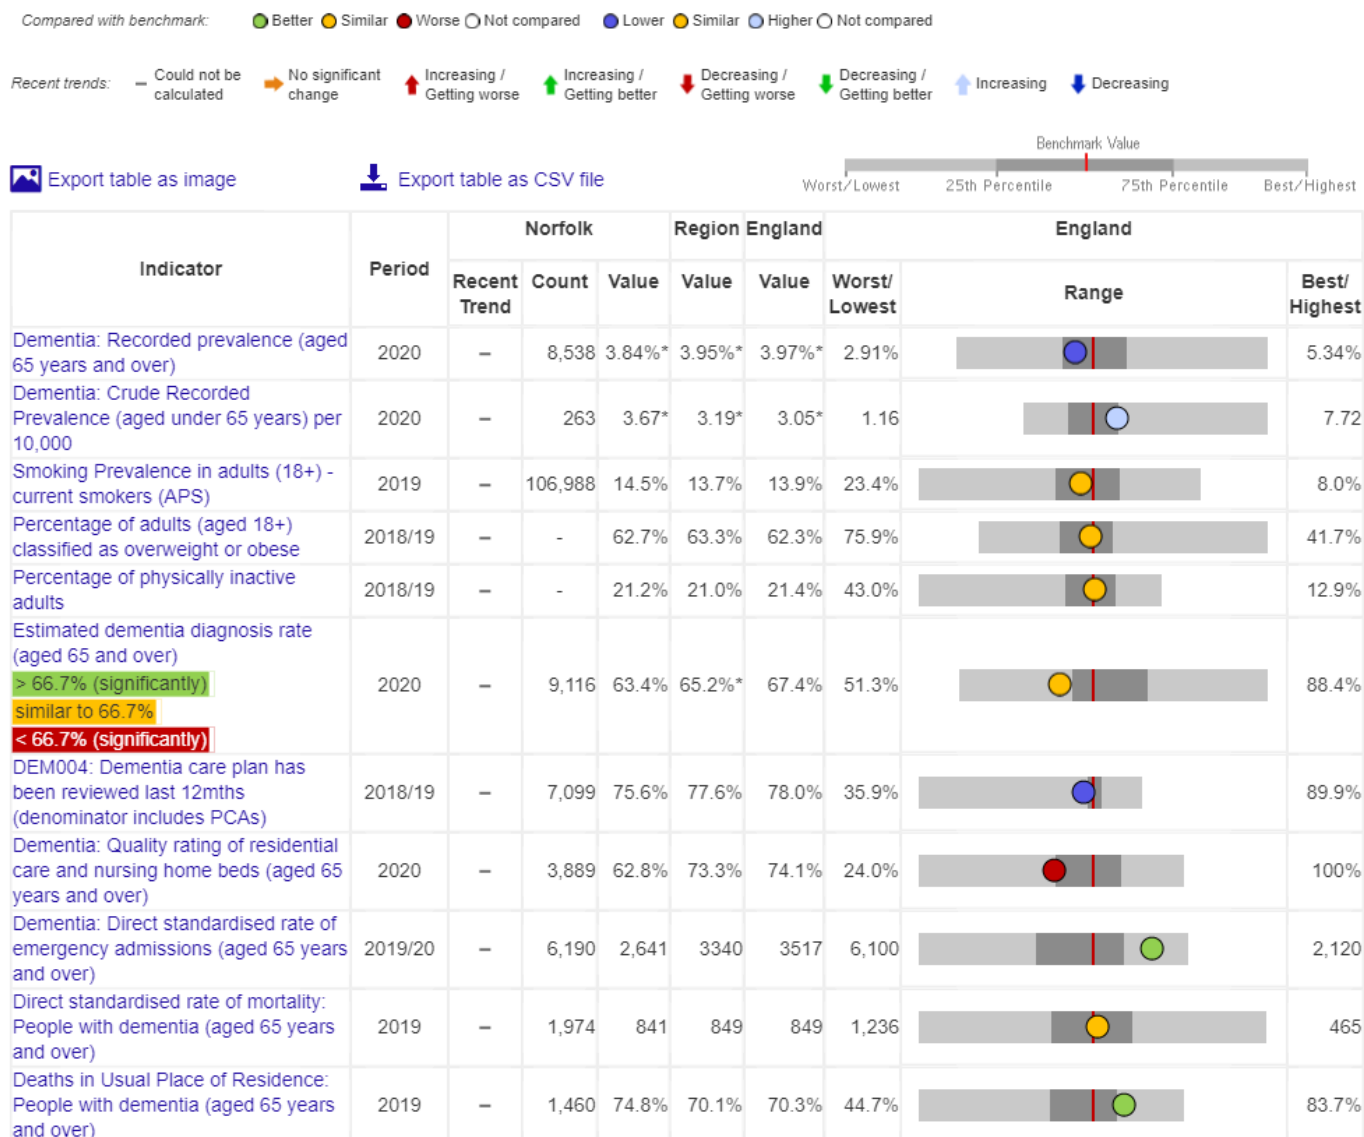 Compared with benchmark: Better Similar Worse Not compared Lower Similar Higher Not compared
Recent trends: – Could not be calculated No significant change Increasing / Getting worse Increasing / Getting better Decreasing / Getting worse Decreasing / Getting better Increasing Decreasing
Benchmark Value
Export table as image Export table as CSV file
Worst/Lowest 25th Percentile 75th Percentile Best/Highest
Norfolk Region England England
Indicator Period Recent Trend Count Value Value Value Worst/ Lowest Range Best/ Highest
Dementia: Recorded prevalence (aged
65 years and over) 2020 – 8,538 3.84%* 3.95%* 3.97%* 2.91% 5.34%
Dementia: Crude Recorded
Prevalence (aged under 65 years) per
10,000 2020 – 263 3.67* 3.19* 3.05* 1.16 7.72
Smoking Prevalence in adults (18+) -
current smokers (APS) 2019 – 106,988 14.5% 13.7% 13.9% 23.4% 8.0%
Percentage of adults (aged 18+)
classified as overweight or obese 2018/19 – - 62.7% 63.3% 62.3% 75.9% 41.7%
Percentage of physically inactive
adults 2018/19 – - 21.2% 21.0% 21.4% 43.0% 12.9%
Estimated dementia diagnosis rate
(aged 65 and over)
> 66.7% (significantly)
similar to 66.7%
< 66.7% (significantly)
2020 – 9,116 63.4% 65.2%* 67.4% 51.3% 88.4%
DEM004: Dementia care plan has
been reviewed last 12mths
(denominator includes PCAs) 2018/19 – 7,099 75.6% 77.6% 78.0% 35.9% 89.9%
Dementia: Quality rating of residential
care and nursing home beds (aged 65
years and over) 2020 – 3,889 62.8% 73.3% 74.1% 24.0% 100%
Dementia: Direct standardised rate of
emergency admissions (aged 65 years
and over) 2019/20 – 6,190 2,641 3340 3517 6,100 2,120
Direct standardised rate of mortality:
People with dementia (aged 65 years
and over) 2019 – 1,974 841 849 849 1,236 465
Deaths in Usual Place of Residence:
People with dementia (aged 65 years
and over) 2019 – 1,460 74.8% 70.1% 70.3% 44.7% 83.7%